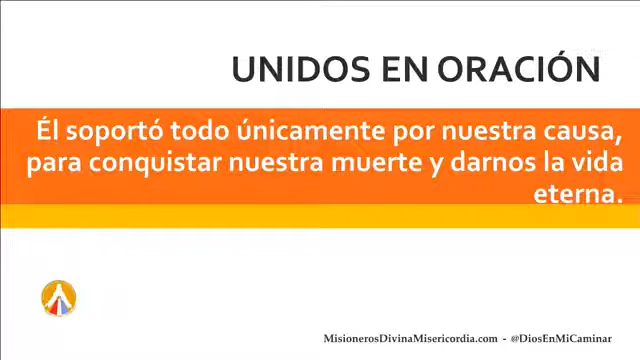 UNIDOS EN ORACIÓN
Él soportó todo únicamente por nuestra causa,
para conquistar nuestra muerte y darnos la vida
eterna.
MisionerosDivinaMisericordia.com - @DiosEnMiCaminar